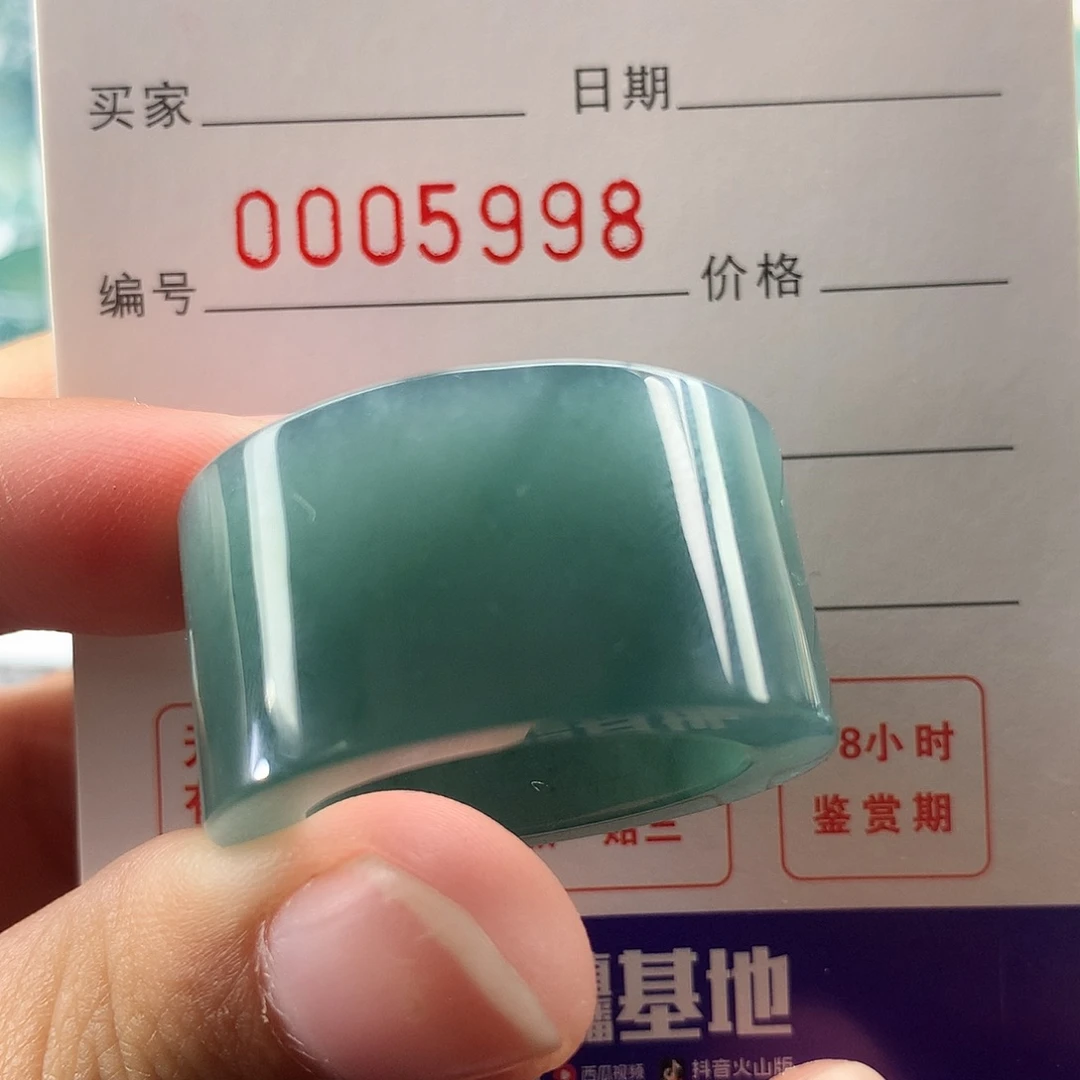 买家 日期
0005998
编号 价格
8小时
鉴赏期
基地
西瓜视频 抖音火山版